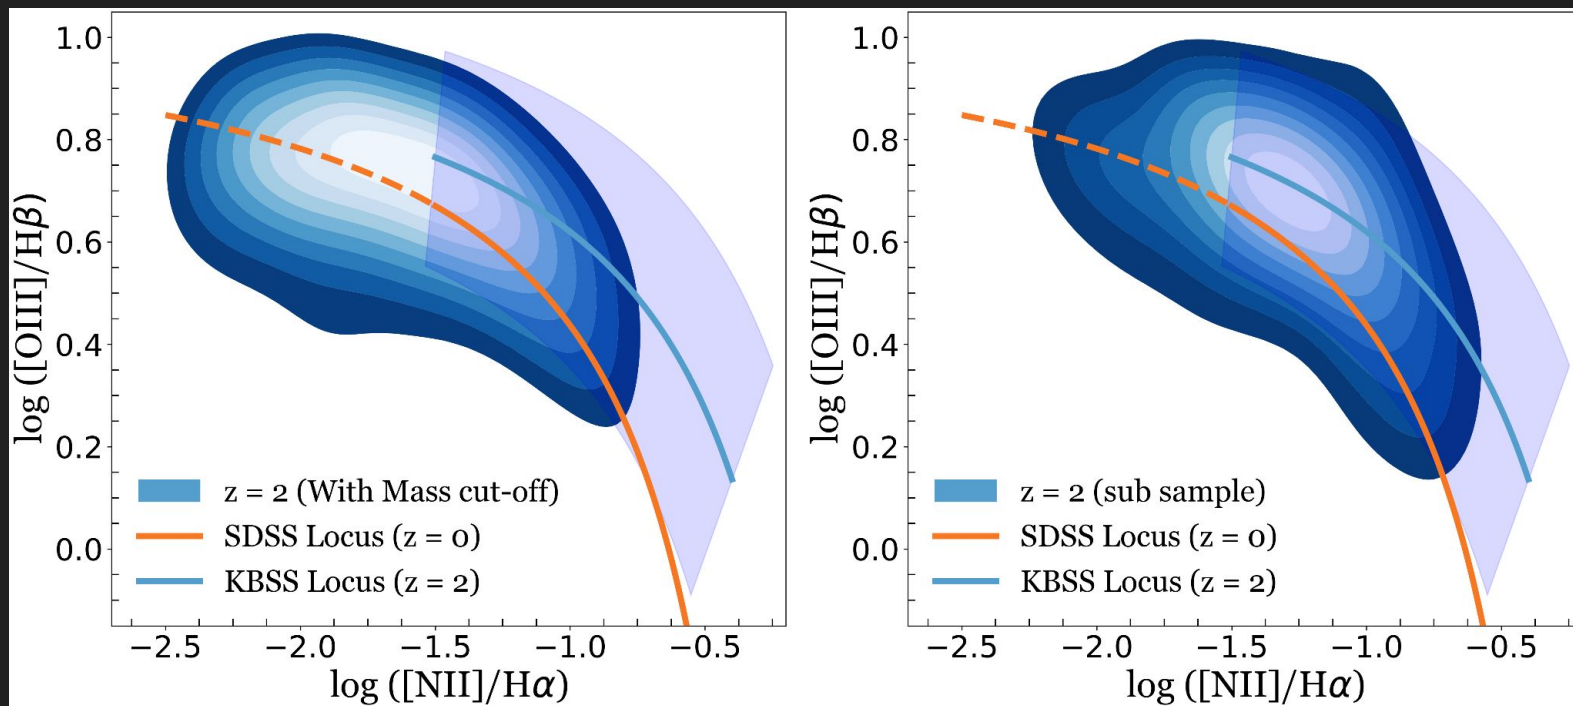 log ([OIII]/Hβ)
1.0
0.8
0.6
0.4
0.2
0.0
z = 2 (With Mass cut-off)
SDSS Locus (z = 0)
KBSS Locus (z = 2)
−2.5 −2.0 −1.5 −1.0 −0.5
log ([NII]/Hα)
log ([OIII]/Hβ)
1.0
0.8
0.6
0.4
0.2
0.0
z = 2 (sub sample)
SDSS Locus (z = 0)
KBSS Locus (z = 2)
−2.5 −2.0 −1.5 −1.0 −0.5
log ([NII]/Hα)